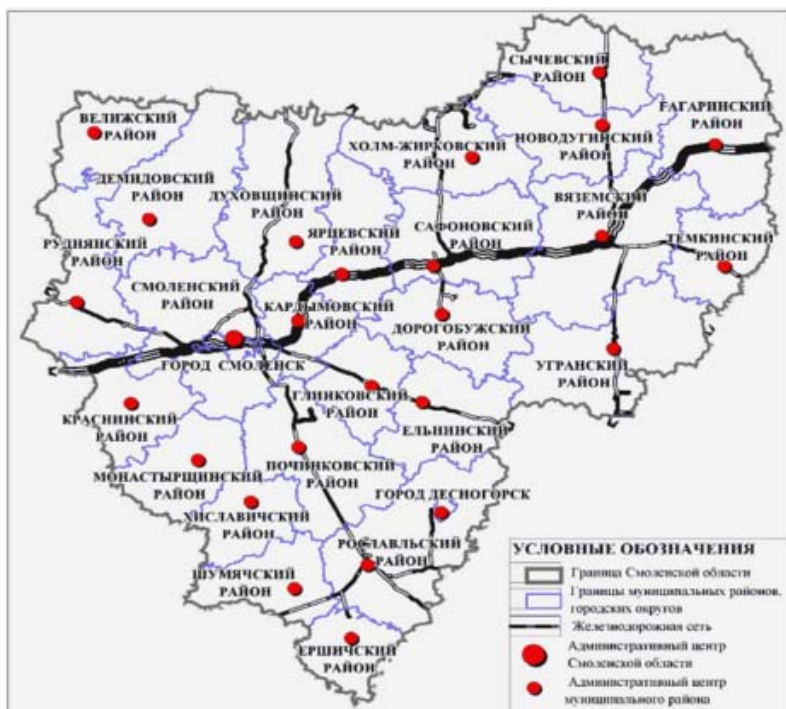 СЫЧЕВСКИЙ
РАЙОН
ГАГАРИНСКИЙ
РАЙОН
ВЕЛИЖСКИЙ
РАЙОН
НОВОДУГИНСКИЙ
РАЙОН
ХОЛМ-ЖИРКОВСКИЙ
РАЙОН
ДЕМИДОВСКИЙ
РАЙОН
ДУХОВЩИНСКИЙ
РАЙОН
ВЯЗЕМСКИЙ
РАЙОН
САФОНОВСКИЙ
РАЙОН
ЯРЦЕВСКИЙ
РАЙОН
РУДНЯНСКИЙ
РАЙОН
ТЕМКИНСКИЙ
РАЙОН
СМОЛЕНСКИЙ
РАЙОН
КАРДЫМОВСКИЙ
РАЙОН
ДОРОГОБУЖСКИЙ
РАЙОН
ГОРОД СМОЛЕНСК
УГРАНСКИЙ
РАЙОН
ГЛИНКОВСКИЙ
РАЙОН
КРАСНИНСКИЙ
РАЙОН
ЕЛЬНИНСКИЙ
РАЙОН
ПОЧИНКОВСКИЙ
РАЙОН
МОНАСТЫРЩИНСКИЙ
РАЙОН
ГОРОД ДЕСНОГОРСК
ХИСЛАВИЧСКИЙ
РАЙОН
РОСЛАВЛЬСКИЙ
РАЙОН
ШУМЯЧСКИЙ
РАЙОН
ЕРШИЧСКИЙ
РАЙОН
УСЛОВНЫЕ ОБОЗНАЧЕНИЯ
Граница Смоленской области
Границы муниципальных районов,
городских округов
Железнодорожная сеть
Административный центр
Смоленской области
Административный центр
муниципального района